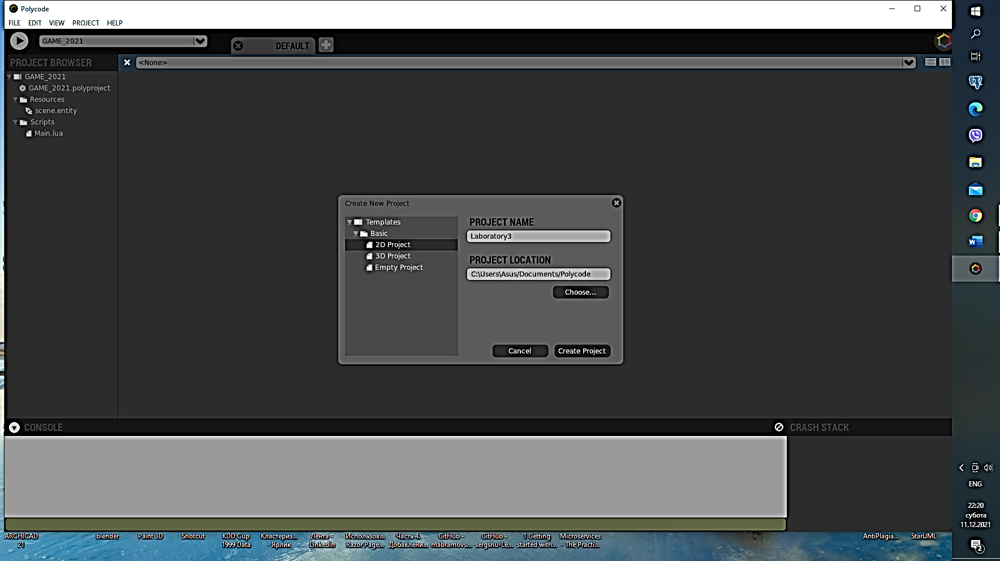 Polycode
FILE EDIT VIEW PROJECT HELP
GAME_2021
DEFAULT
PROJECT BROWSER
<None>
GAME_2021
GAME_2021.polyproject
Resources
scene.entity
Scripts
Main.lua
Create New Project
Templates
Basic
2D Project
3D Project
Empty Project
PROJECT NAME
Laboratory3
PROJECT LOCATION
C:\Users\Asus/Documents/Polycode
Choose...
Cancel
Create Project
CONSOLE
CRASH STACK
ENG
22:20
субота
11.12.2021
2
ARCHICAD
21
blender
Paint 3D
Shotcut
KDD Cup
1999 Data
Кластериз...
- Ярлик
Лента -
LinkedIn
Использов...
Razor Page...
Часть 4.
Добавлени...
GitHub -
mabramovs...
GitHub -
sergshu-Le...
1 Getting
started with...
Microservices
- The Practi...
AntiPlagia...
StarUML